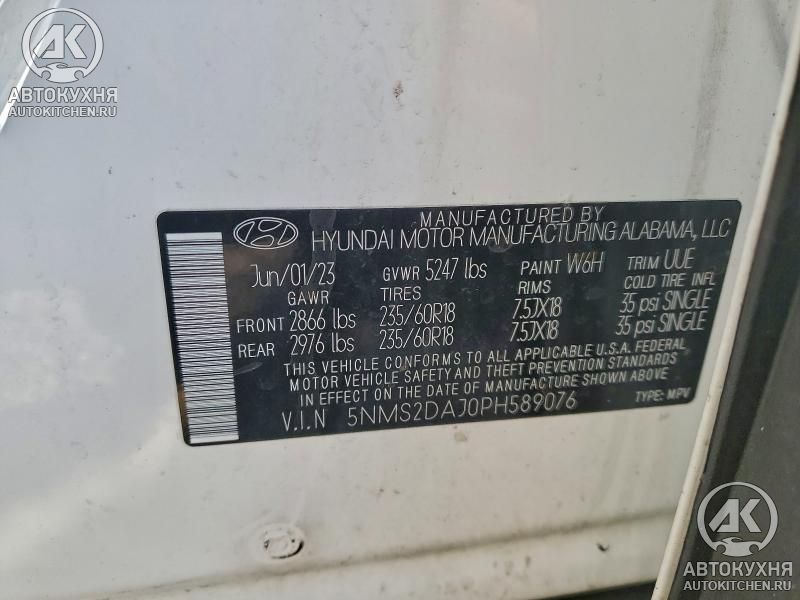 AK
АВТОКУХНЯ
AUTOKITCHEN.RU
MANUFACTURED BY
HYUNDAI MOTOR MANUFACTURING ALABAMA, LLC
Jun/01/23 GVWR 5247 lbs PAINT W6H TRIM UUE
GAWR TIRES RIMS COLD TIRE INFL
FRONT 2866 lbs 235/60R18 7.5JX18 35 psi SINGLE
REAR 2976 lbs 235/60R18 7.5JX18 35 psi SINGLE
THIS VEHICLE CONFORMS TO ALL APPLICABLE U.S.A. FEDERAL
MOTOR VEHICLE SAFETY AND THEFT PREVENTION STANDARDS
IN EFFECT ON THE DATE OF MANUFACTURE SHOWN ABOVE.
V.I.N 5NMS2DAJ0PH589076 TYPE: MPV
AK
АВТОКУХНЯ
AUTOKITCHEN.RU